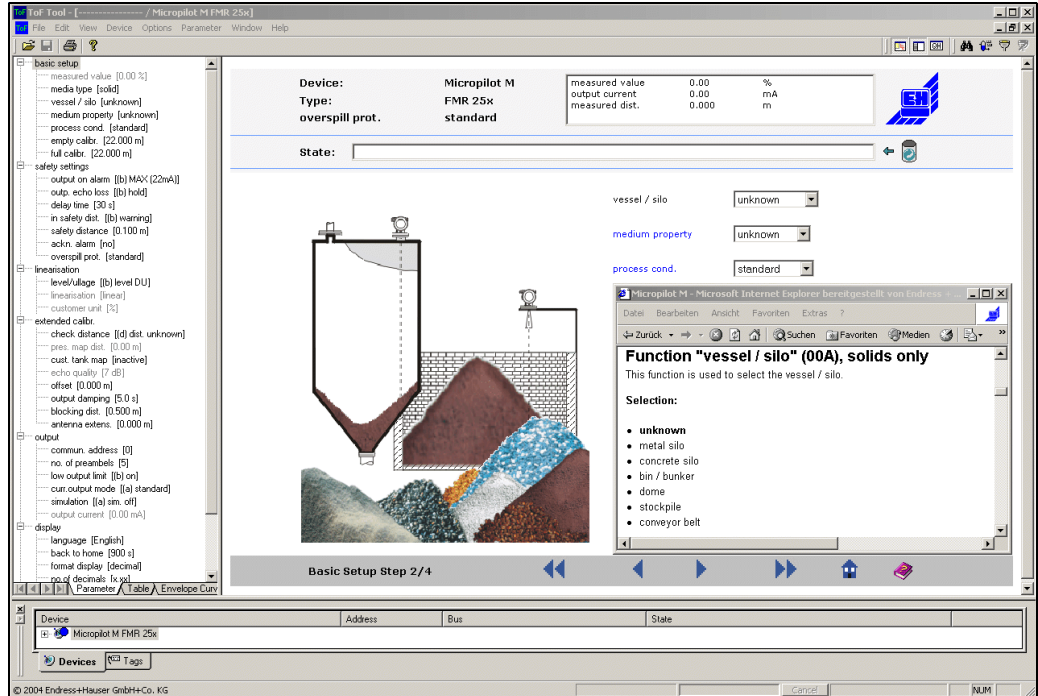 ToF Tool - [---------------- / Micropilot M FMR 25x]
File Edit View Device Options Parameter Window Help
basic setup
measured value [0.00 %]
media type [solid]
vessel / silo [unknown]
medium property [unknown]
process cond. [standard]
empty calibr. [22.000 m]
full calibr. [22.000 m]
safety settings
output on alarm [(b) MAX (22mA)]
outp. echo loss [(b) hold]
delay time [30 s]
in safety dist. [(b) warning]
safety distance [0.100 m]
ackn. alarm [no]
overspill prot. [standard]
linearisation
level/ullage [(b) level DU]
linearisation [linear]
customer unit [%]
extended calibr.
check distance [(d) dist. unknown]
pres. map dist. [0.00 m]
cust. tank map [inactive]
echo quality [7 dB]
offset [0.000 m]
output damping [5.0 s]
blocking dist. [0.500 m]
antenna extens. [0.000 m]
output
commun. address [0]
no. of preambels [5]
low output limit [(b) on]
curr.output mode [(a) standard]
simulation [(a) sim. off]
output current [0.00 mA]
display
language [English]
back to home [900 s]
format display [decimal]
no.of decimals [x.xx]
Parameter Table Envelope Curv
Device: Micropilot M
Type: FMR 25x
overspill prot. standard
measured value 0.00 %
output current 0.00 mA
measured dist. 0.000 m
EH
State:
vessel / silo unknown
medium property unknown
process cond. standard
Micropilot M - Microsoft Internet Explorer bereitgestellt von Endress + ...
Datei Bearbeiten Ansicht Favoriten Extras ?
Zurück Suchen Favoriten Medien »
Function "vessel / silo" (00A), solids only
This function is used to select the vessel / silo.
Selection:
• unknown
• metal silo
• concrete silo
• bin / bunker
• dome
• stockpile
• conveyor belt
Basic Setup Step 2/4
Device Address Bus State
Micropilot M FMR 25x
Devices Tags
© 2004 Endress+Hauser GmbH+Co. KG
Cancel
NUM